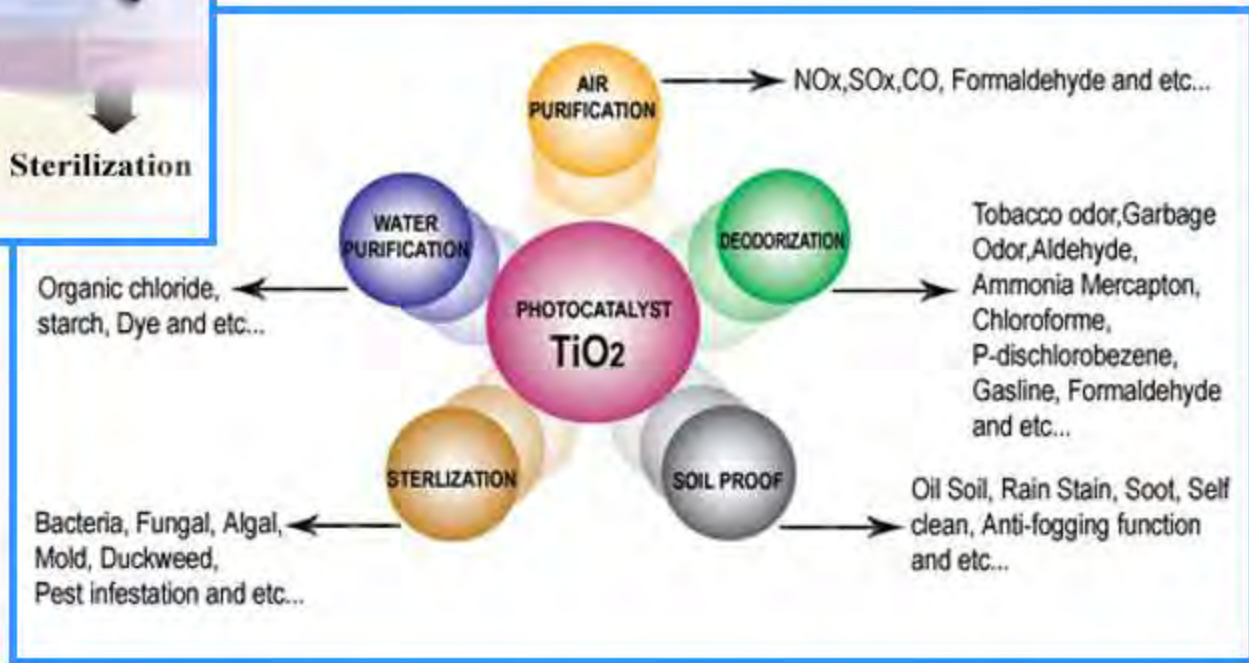 Sterilization
AIR
PURIFICATION
NOx,SOx,CO, Formaldehyde and etc...
WATER
PURIFICATION
Organic chloride,
starch, Dye and etc...
PHOTOCATALYST
TiO2
DEODORIZATION
Tobacco odor,Garbage
Odor,Aldehyde,
Ammonia Mercapton,
Chloroforme,
P-dischlorobezene,
Gasline, Formaldehyde
and etc...
STERLIZATION
Bacteria, Fungal, Algal,
Mold, Duckweed,
Pest infestation and etc...
SOIL PROOF
Oil Soil, Rain Stain, Soot, Self
clean, Anti-fogging function
and etc...